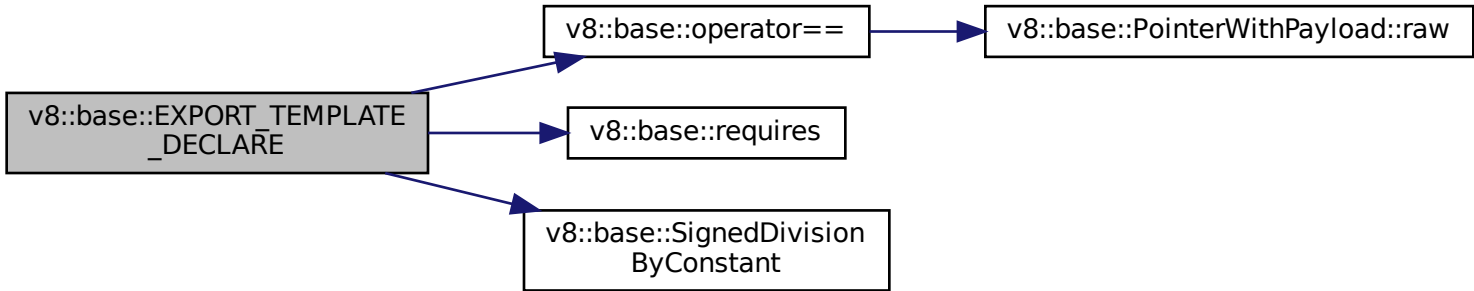 v8::base::EXPORT_TEMPLATE
_DECLARE
v8::base::operator==
v8::base::PointerWithPayload::raw
v8::base::requires
v8::base::SignedDivision
ByConstant